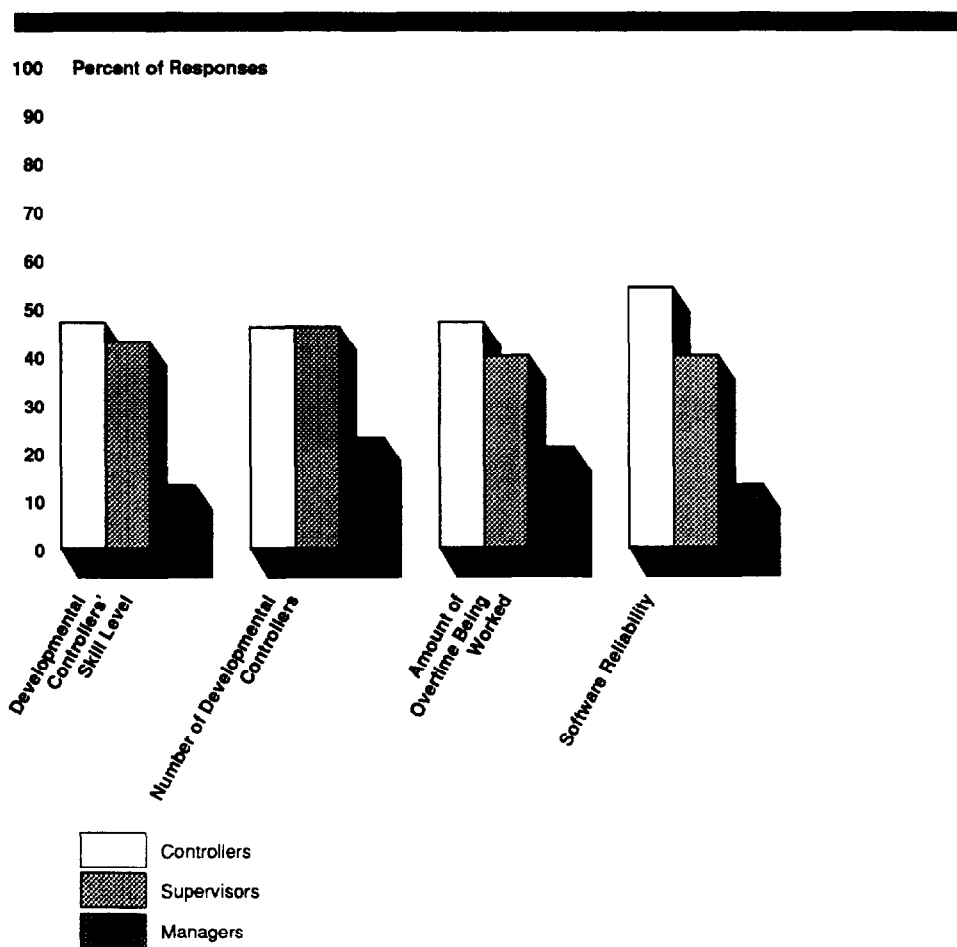 100 Percent of Responses
90
80
70
60
50
40
30
20
10
0
Developmental
Controllers'
Skill Level
Number of Developmental
Controllers
Amount of
Overtime Being
Worked
Software Reliability
Controllers
Supervisors
Managers